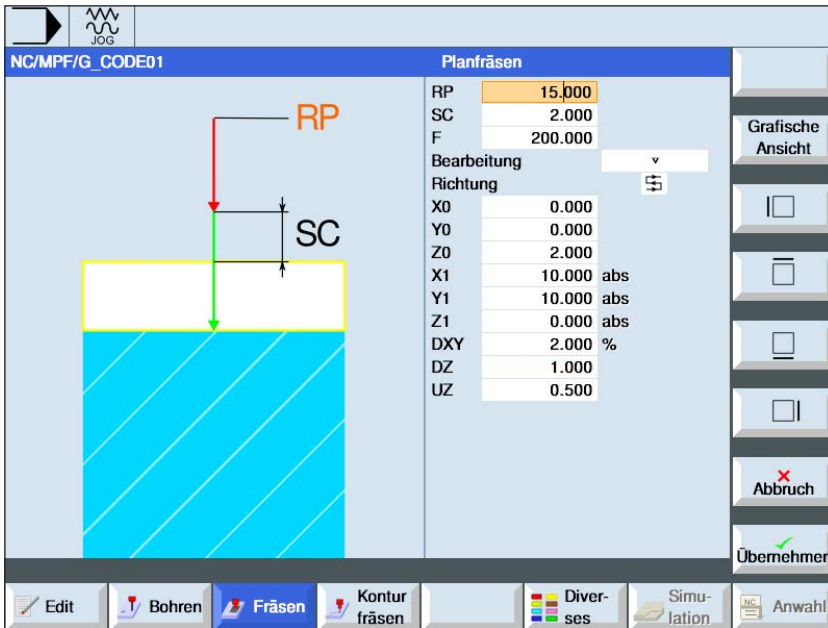 JOG
NC/MPF/G_CODE01
Planfräsen
RP
SC
RP 15.000
SC 2.000
F 200.000
Bearbeitung ▿
Richtung
X0 0.000
Y0 0.000
Z0 2.000
X1 10.000 abs
Y1 10.000 abs
Z1 0.000 abs
DXY 2.000 %
DZ 1.000
UZ 0.500
Grafische
Ansicht
Abbruch
Übernehmen
Edit
Bohren
Fräsen
Kontur
fräsen
Diver-
ses
Simu-
lation
NC
Anwahl